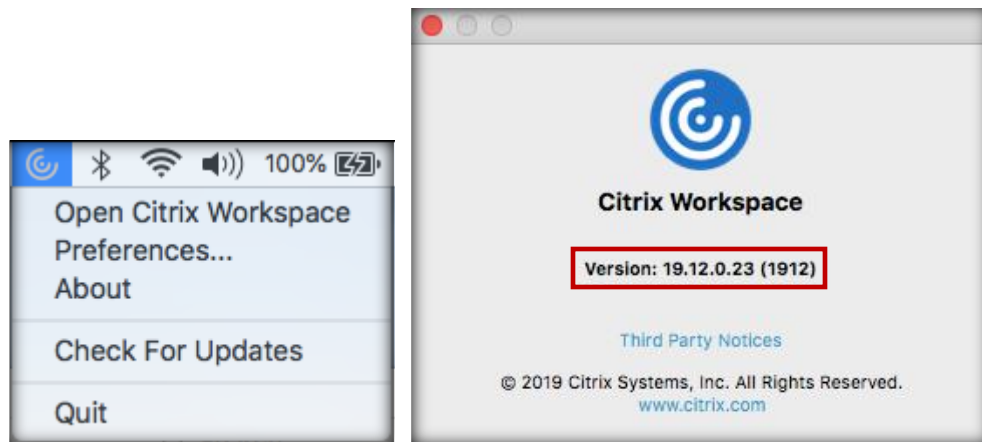 100%
Open Citrix Workspace
Preferences...
About
Check For Updates
Quit
Citrix Workspace
Version: 19.12.0.23 (1912)
Third Party Notices
© 2019 Citrix Systems, Inc. All Rights Reserved.
www.citrix.com